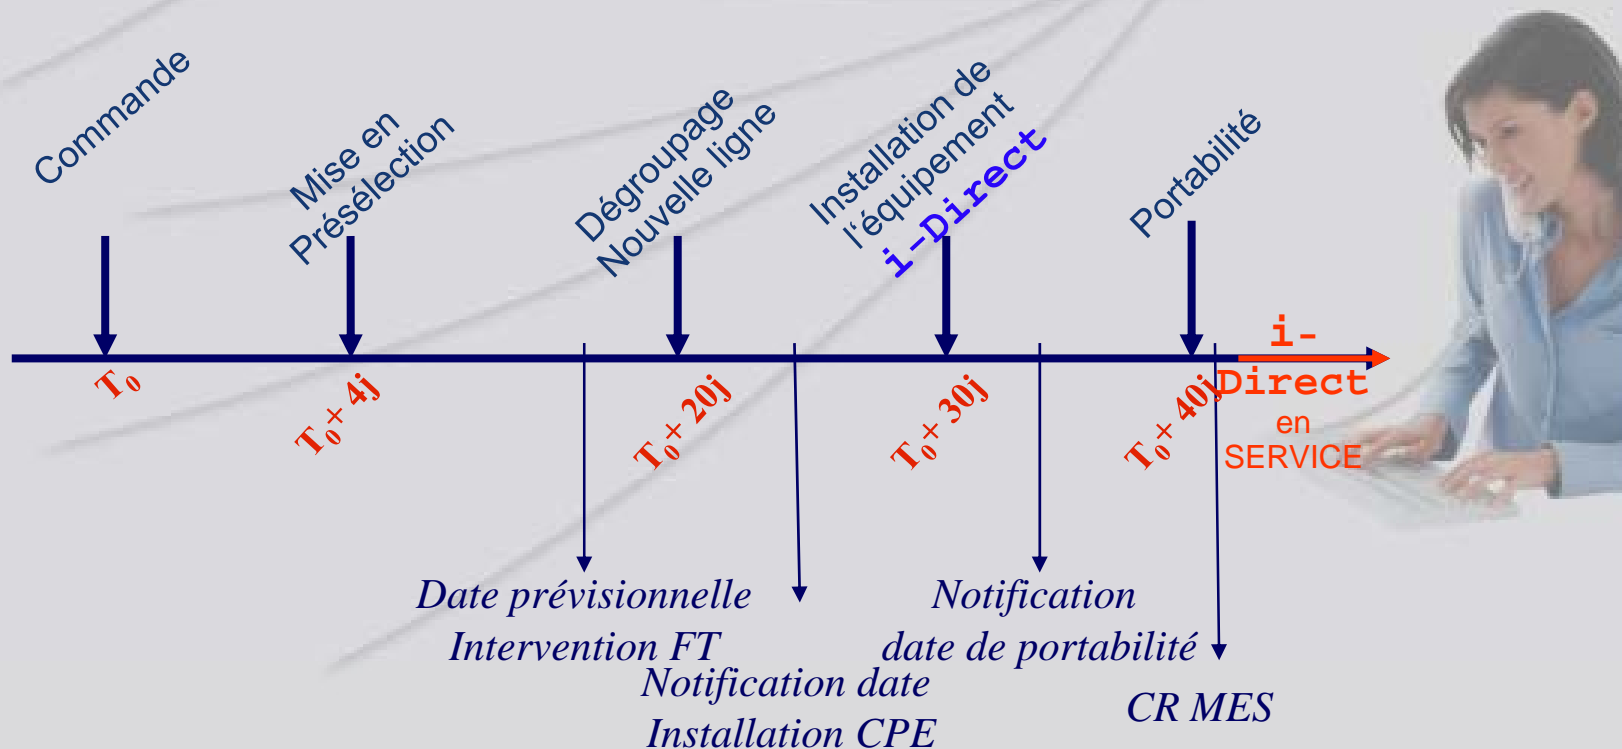 Commande
Mise en
Présélection
Dégroupage
Nouvelle ligne
Installation de
l'équipement
i-Direct
Portabilité
T0
T0+ 4j
T0+ 20j
T0+ 30j
T0+ 40j
i-
Direct
en
SERVICE
Date prévisionnelle
Intervention FT
Notification date
Installation CPE
Notification
date de portabilité
CR MES